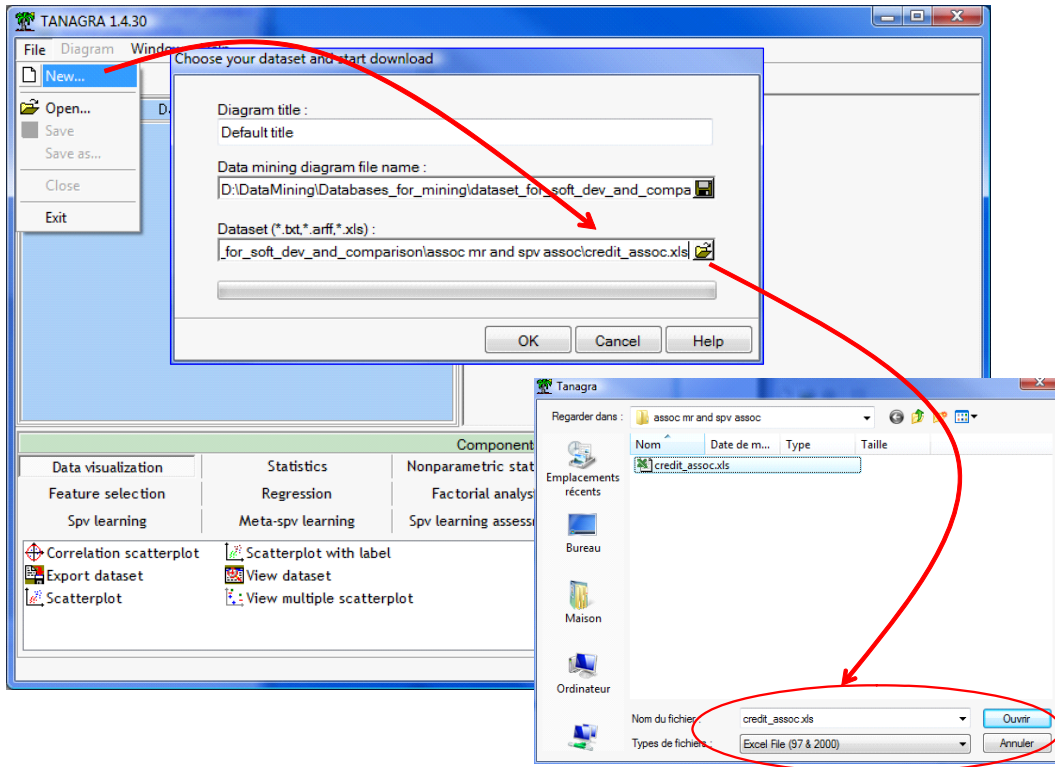 TANAGRA 1.4.30
File Diagram Window
New...
Open...
Save
Save as...
Close
Exit
Choose your dataset and start download
Diagram title :
Default title
Data mining diagram file name :
D:\DataMining\Databases_for_mining\dataset_for_soft_dev_and_compa
Dataset (*.txt,*.arff,*.xls) :
_for_soft_dev_and_comparison\assoc mr and spv assoc\credit_assoc.xls
OK Cancel Help
Component
Data visualization Statistics Nonparametric stat
Feature selection Regression Factorial analys
Spv learning Meta-spv learning Spv learning assess
Correlation scatterplot Scatterplot with label
Export dataset View dataset
Scatterplot View multiple scatterplot
Tanagra
Regarder dans : assoc mr and spv assoc
Nom Date de m... Type Taille
credit_assoc.xls
Emplacements
récents
Bureau
Maison
Ordinateur
Nom du fichier : credit_assoc.xls Ouvrir
Types de fichiers : Excel File (97 & 2000) Annuler